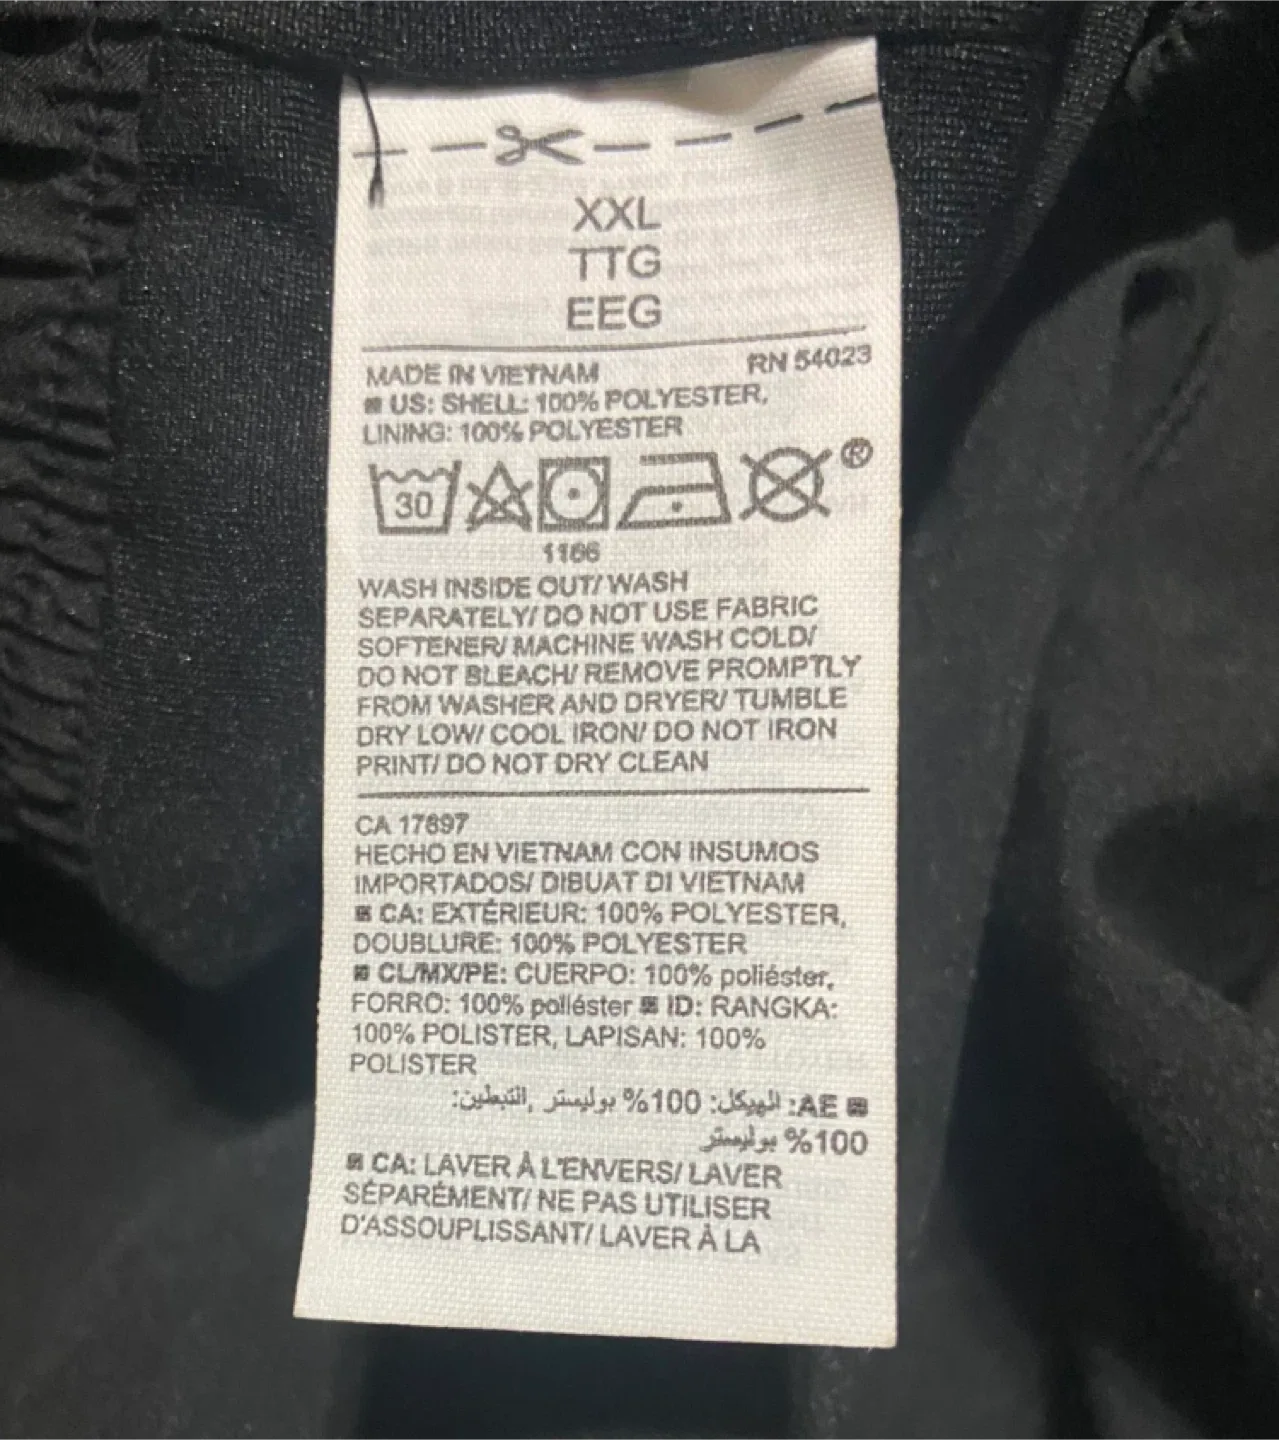 XXL
TTG
EEG
MADE IN VIETNAM RN 54023
US: SHELL: 100% POLYESTER,
LINING: 100% POLYESTER
30
®
1166
WASH INSIDE OUT/ WASH
SEPARATELY/ DO NOT USE FABRIC
SOFTENER/ MACHINE WASH COLD/
DO NOT BLEACH/ REMOVE PROMPTLY
FROM WASHER AND DRYER/ TUMBLE
DRY LOW/ COOL IRON/ DO NOT IRON
PRINT/ DO NOT DRY CLEAN
CA 17697
HECHO EN VIETNAM CON INSUMOS
IMPORTADOS/ DIBUAT DI VIETNAM
CA: EXTÉRIEUR: 100% POLYESTER,
DOUBLURE: 100% POLYESTER
CL/MX/PE: CUERPO: 100% poliéster,
FORRO: 100% poliéster ID: RANGKA:
100% POLISTER, LAPISAN: 100%
POLISTER
AE: الهيكل: 100% بوليستر ,التبطين:
100% بوليستر
CA: LAVER À L'ENVERS/ LAVER
SÉPARÉMENT/ NE PAS UTILISER
D'ASSOUPLISSANT/ LAVER À LA